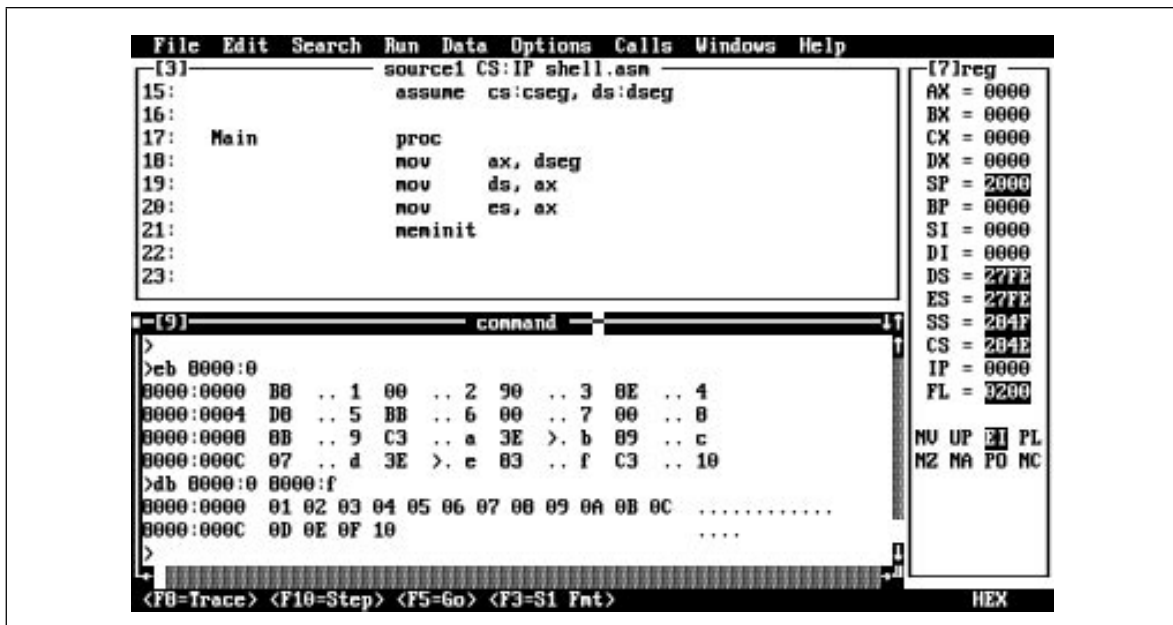 File Edit Search Run Data Options Calls Windows Help
[3] source1 CS:IP shell.asm
15: assume cs:cseg, ds:dseg
16:
17: Main proc
18: mov ax, dseg
19: mov ds, ax
20: mov es, ax
21: meminit
22:
23:
[9] command
>
>eb 8000:0
8000:0000 B8 .. 1 00 .. 2 90 .. 3 8E .. 4
8000:0004 D8 .. 5 BB .. 6 00 .. 7 00 .. 8
8000:0008 8B .. 9 C3 .. a 3E >. b 89 .. c
8000:000C 07 .. d 3E >. e 83 .. f C3 .. 10
>db 8000:0 8000:f
8000:0000 01 02 03 04 05 06 07 08 09 0A 0B 0C ............
8000:000C 0D 0E 0F 10 ....
>
[7]reg
AX = 0000
BX = 0000
CX = 0000
DX = 0000
SP = 2000
BP = 0000
SI = 0000
DI = 0000
DS = 27FE
ES = 27FE
SS = 284F
CS = 284E
IP = 0000
FL = 0200
NV UP EI PL
NZ NA PO NC
<F8=Trace> <F10=Step> <F5=Go> <F3=S1 Fmt> HEX